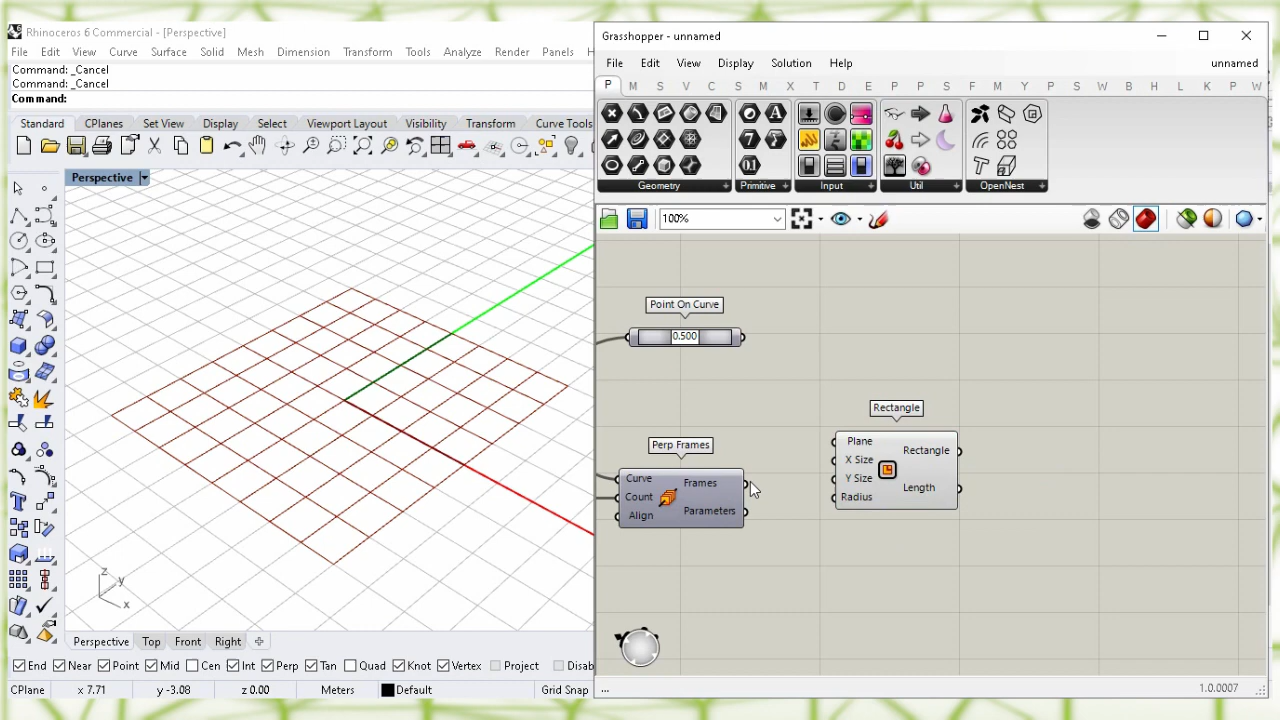 Rhinoceros 6 Commercial - [Perspective]
File Edit View Curve Surface Solid Mesh Dimension Transform Tools Analyze Render Panels H
Command: _Cancel
Command: _Cancel
Command:
Standard CPlanes Set View Display Select Viewport Layout Visibility Transform Curve Tools
Perspective
z
y
x
Perspective Top Front Right
End Near Point Mid Cen Int Perp Tan Quad Knot Vertex Project Disab
CPlane x 7.71 y -3.08 z 0.00 Meters Default Grid Snap
Grasshopper - unnamed
File Edit View Display Solution Help unnamed
P M S V C S M X T D E P P L F M Y C B H L K P W
Geometry Primitive Input Util OpenNest
100%
Point On Curve
0.500
Rectangle
Plane
X Size
Y Size
Radius
Rectangle
Length
Perp Frames
Curve
Count
Align
Frames
Parameters
... 1.0.0007